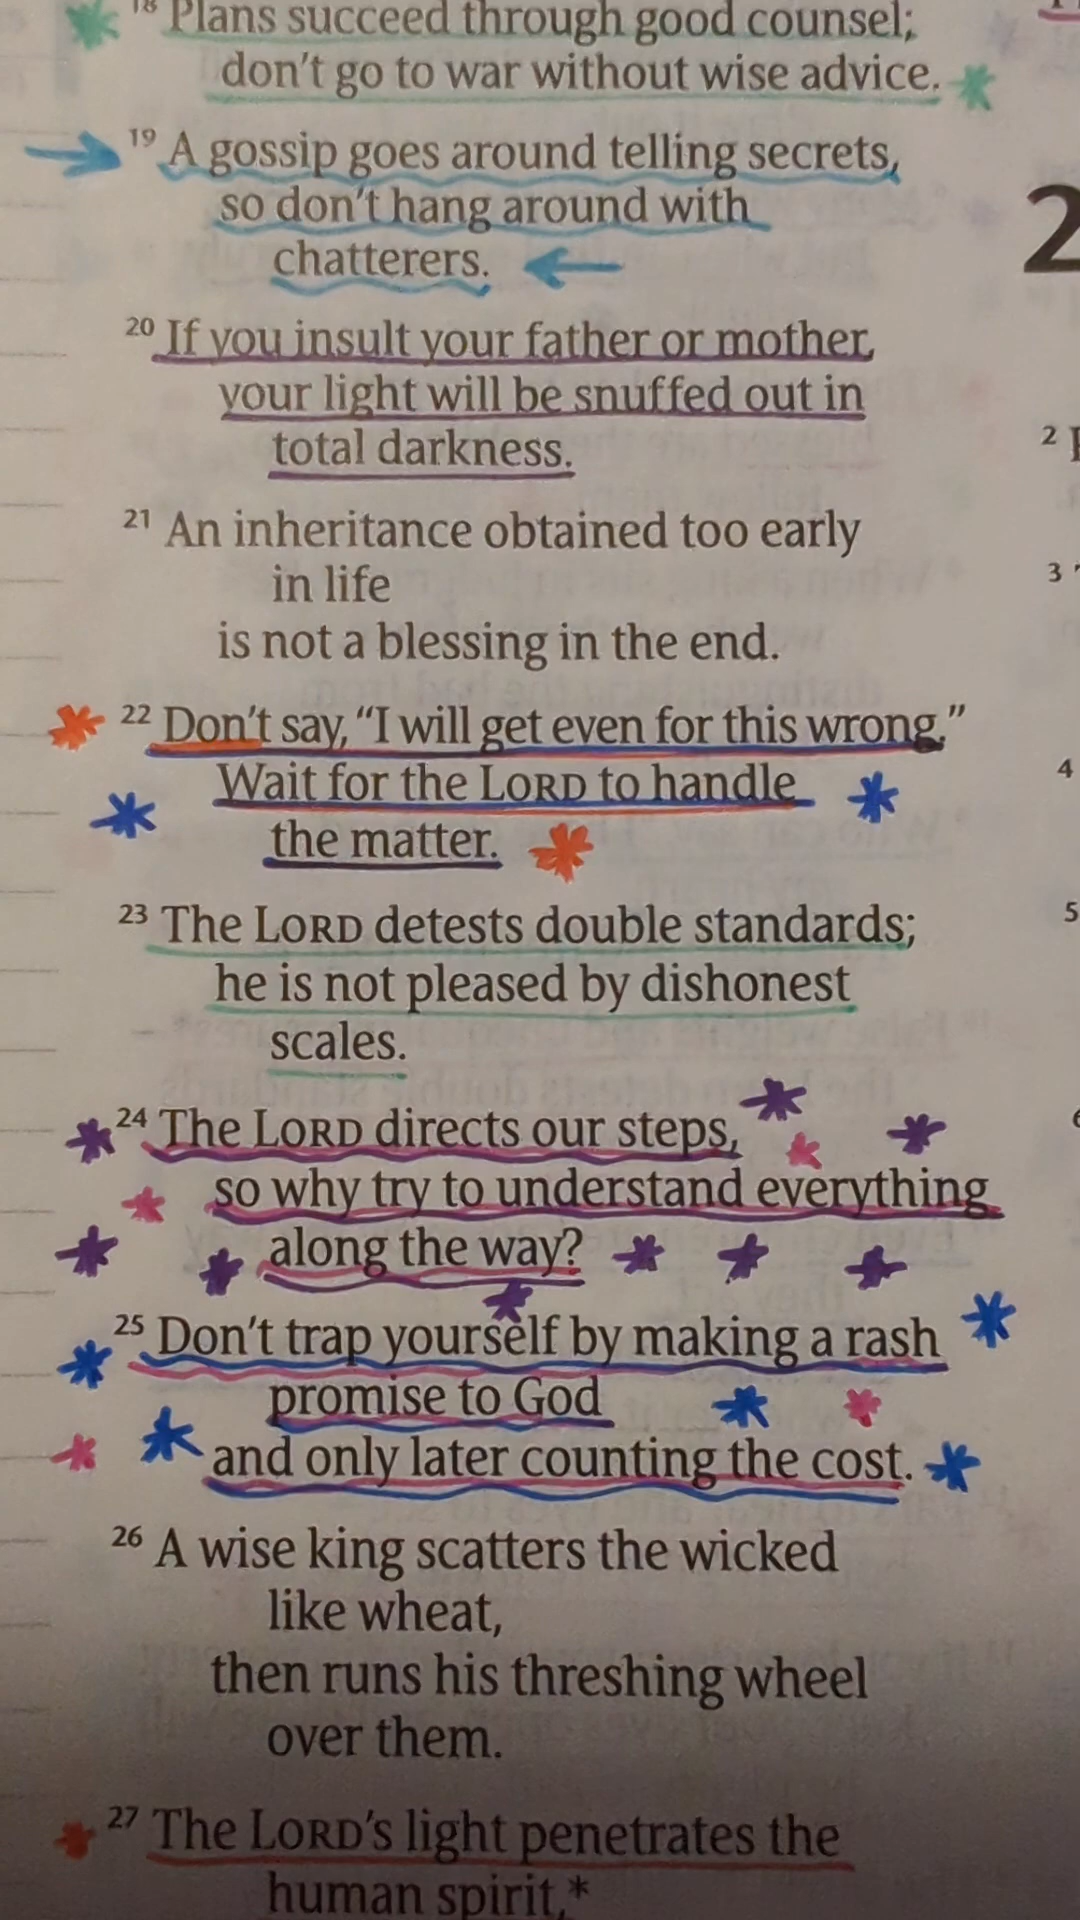 18 Plans succeed through good counsel;
don't go to war without wise advice.
19 A gossip goes around telling secrets,
so don't hang around with
chatterers.
20 If you insult your father or mother,
your light will be snuffed out in
total darkness.
21 An inheritance obtained too early
in life
is not a blessing in the end.
22 Don't say, “I will get even for this wrong.”
Wait for the LORD to handle
the matter.
23 The LORD detests double standards;
he is not pleased by dishonest
scales.
24 The LORD directs our steps,
so why try to understand everything
along the way?
25 Don't trap yourself by making a rash
promise to God
and only later counting the cost.
26 A wise king scatters the wicked
like wheat,
then runs his threshing wheel
over them.
27 The LORD's light penetrates the
human spirit,*
2
2
3
4
5
6